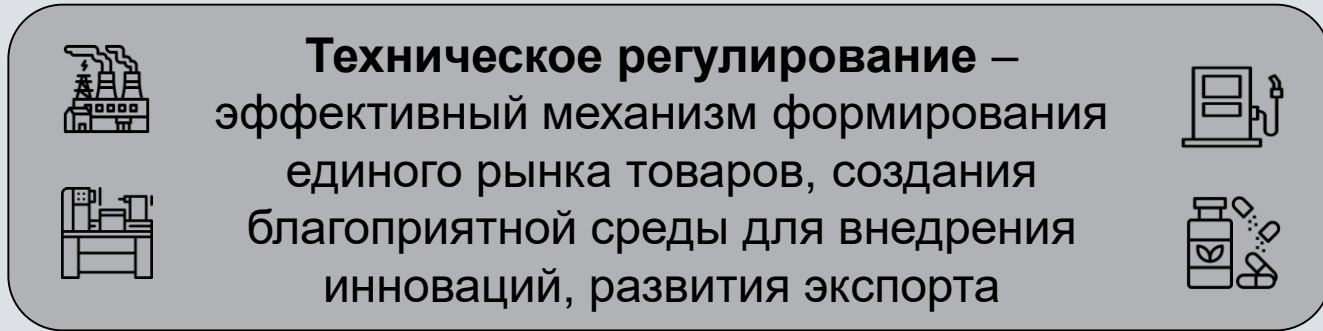 Техническое регулирование –
эффективный механизм формирования
единого рынка товаров, создания
благоприятной среды для внедрения
инноваций, развития экспорта